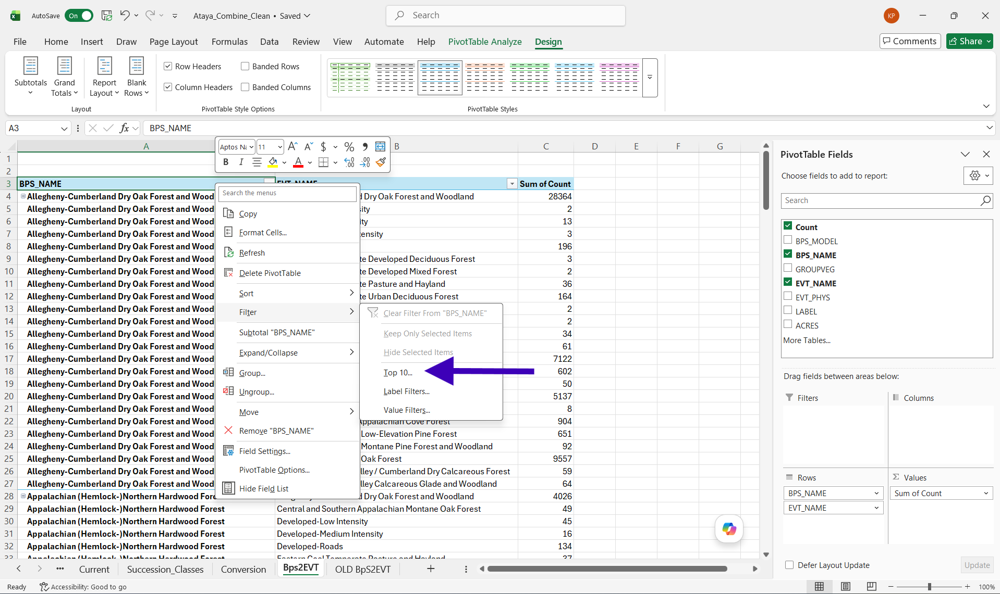 AutoSave On Ataya_Combine_Clean • Saved Search KP
File Home Insert Draw Page Layout Formulas Data Review View Automate Help PivotTable Analyze Design Comments Share
Subtotals Grand Totals Report Layout Blank Rows
Row Headers Banded Rows
Column Headers Banded Columns
Layout PivotTable Style Options PivotTable Styles
A3 fx BPS_NAME
A B C D E F G
Aptos Na 11 A A $ % ,
B I A
1
2
3 BPS_NAME EVT_NAME Sum of Count
4 Allegheny-Cumberland Dry Oak Forest and Wood d Dry Oak Forest and Woodland 28364
5 Allegheny-Cumberland Dry Oak Forest and Wood sity 2
6 Allegheny-Cumberland Dry Oak Forest and Wood ity 13
7 Allegheny-Cumberland Dry Oak Forest and Wood tensity 3
8 Allegheny-Cumberland Dry Oak Forest and Wood 196
9 Allegheny-Cumberland Dry Oak Forest and Wood te Developed Deciduous Forest 3
10 Allegheny-Cumberland Dry Oak Forest and Wood te Developed Mixed Forest 2
11 Allegheny-Cumberland Dry Oak Forest and Wood te Pasture and Hayland 36
12 Allegheny-Cumberland Dry Oak Forest and Wood te Urban Deciduous Forest 164
13 Allegheny-Cumberland Dry Oak Forest and Wood 2
14 Allegheny-Cumberland Dry Oak Forest and Wood 2
15 Allegheny-Cumberland Dry Oak Forest and Wood 34
16 Allegheny-Cumberland Dry Oak Forest and Wood 61
17 Allegheny-Cumberland Dry Oak Forest and Wood 7122
18 Allegheny-Cumberland Dry Oak Forest and Wood 602
19 Allegheny-Cumberland Dry Oak Forest and Wood 50
20 Allegheny-Cumberland Dry Oak Forest and Wood 5137
21 Allegheny-Cumberland Dry Oak Forest and Wood 8
22 Allegheny-Cumberland Dry Oak Forest and Wood Appalachian Cove Forest 904
23 Allegheny-Cumberland Dry Oak Forest and Wood Low-Elevation Pine Forest 651
24 Allegheny-Cumberland Dry Oak Forest and Wood Montane Pine Forest and Woodland 92
25 Allegheny-Cumberland Dry Oak Forest and Wood Oak Forest 9557
26 Allegheny-Cumberland Dry Oak Forest and Wood lley / Cumberland Dry Calcareous Forest 59
27 Allegheny-Cumberland Dry Oak Forest and Wood lley Calcareous Glade and Woodland 64
28 Appalachian (Hemlock-)Northern Hardwood Fore d Dry Oak Forest and Woodland 4026
29 Appalachian (Hemlock-)Northern Hardwood Forest Central and Southern Appalachian Montane Oak Forest 49
30 Appalachian (Hemlock-)Northern Hardwood Forest Developed-Low Intensity 45
31 Appalachian (Hemlock-)Northern Hardwood Forest Developed-Medium Intensity 16
32 Appalachian (Hemlock-)Northern Hardwood Forest Developed-Roads 134
33 Appalachian (Hemlock-)Northern Hardwood Forest Eastern Cool Temperate Pasture and Hayland 37
Search the menus
Copy
Format Cells...
Refresh
Delete PivotTable
Sort
Filter
Subtotal "BPS_NAME"
Expand/Collapse
Group...
Ungroup...
Move
Remove "BPS_NAME"
Field Settings...
PivotTable Options...
Hide Field List
Clear Filter From "BPS_NAME"
Keep Only Selected Items
Hide Selected Items
Top 10...
Label Filters...
Value Filters...
PivotTable Fields
Choose fields to add to report:
Search
Count
BPS_MODEL
BPS_NAME
GROUPVEG
EVT_NAME
EVT_PHYS
LABEL
ACRES
More Tables...
Drag fields between areas below:
Filters Columns
Rows Values
BPS_NAME Sum of Count
EVT_NAME
Defer Layout Update Update
Current Succession_Classes Conversion Bps2EVT OLD BpS2EVT
Ready Accessibility: Good to go 100%